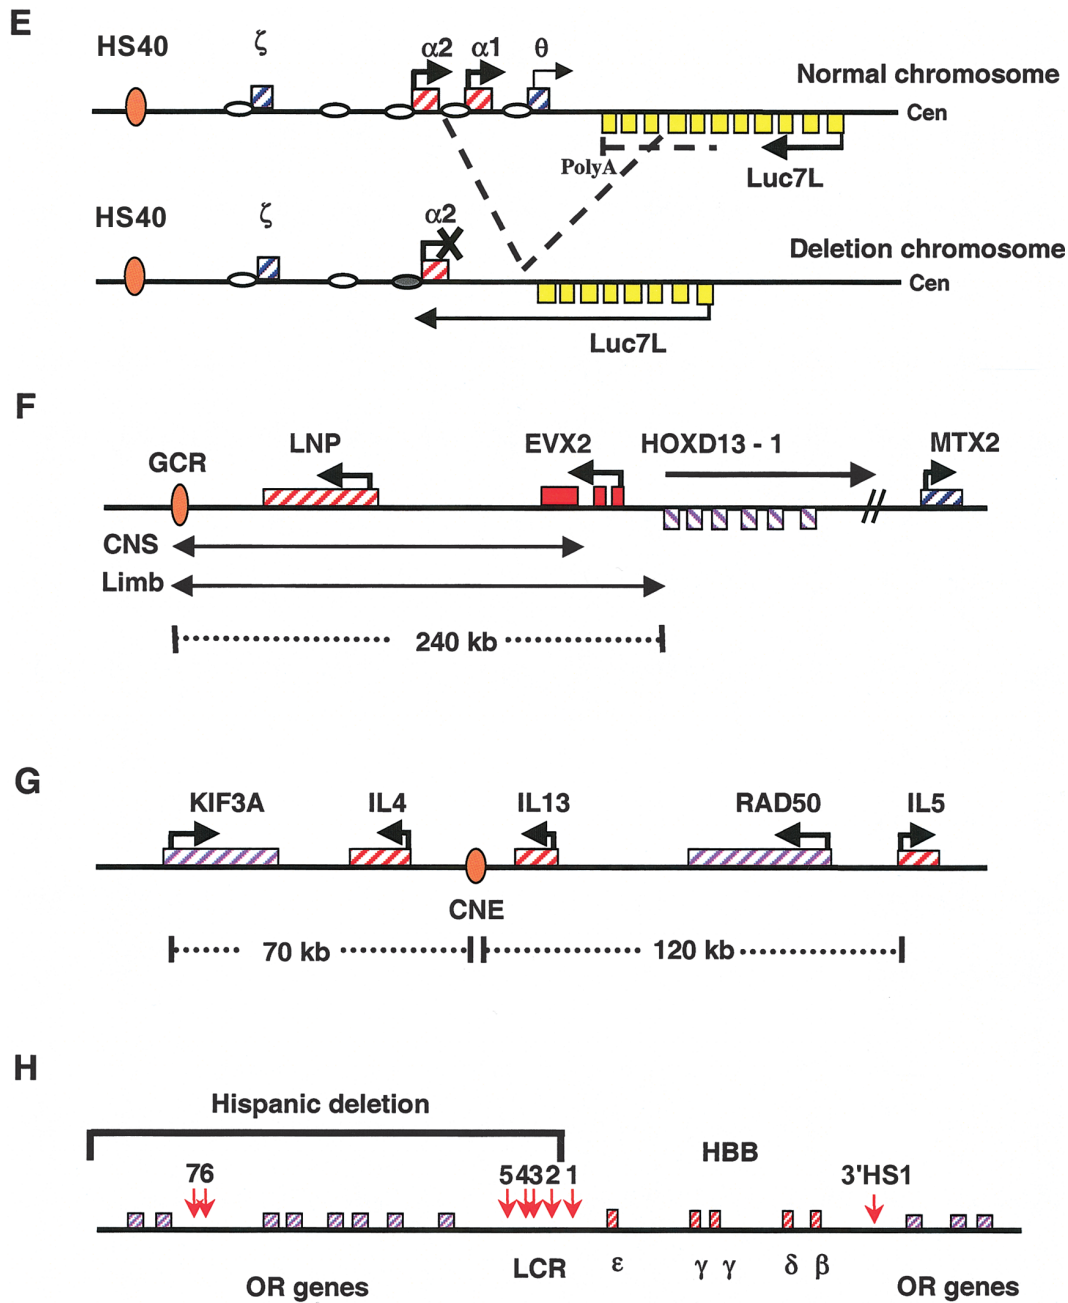 E
HS40 ζ α2 α1 θ
Normal chromosome
Cen
PolyA
Luc7L
HS40 ζ α2
Deletion chromosome
Cen
Luc7L
F
GCR LNP EVX2 HOXD13 - 1 MTX2
CNS
Limb
240 kb
G
KIF3A IL4 IL13 RAD50 IL5
CNE
70 kb 120 kb
H
Hispanic deletion
HBB
76 5432 1 3'HS1
LCR ε γ γ δ β
OR genes OR genes